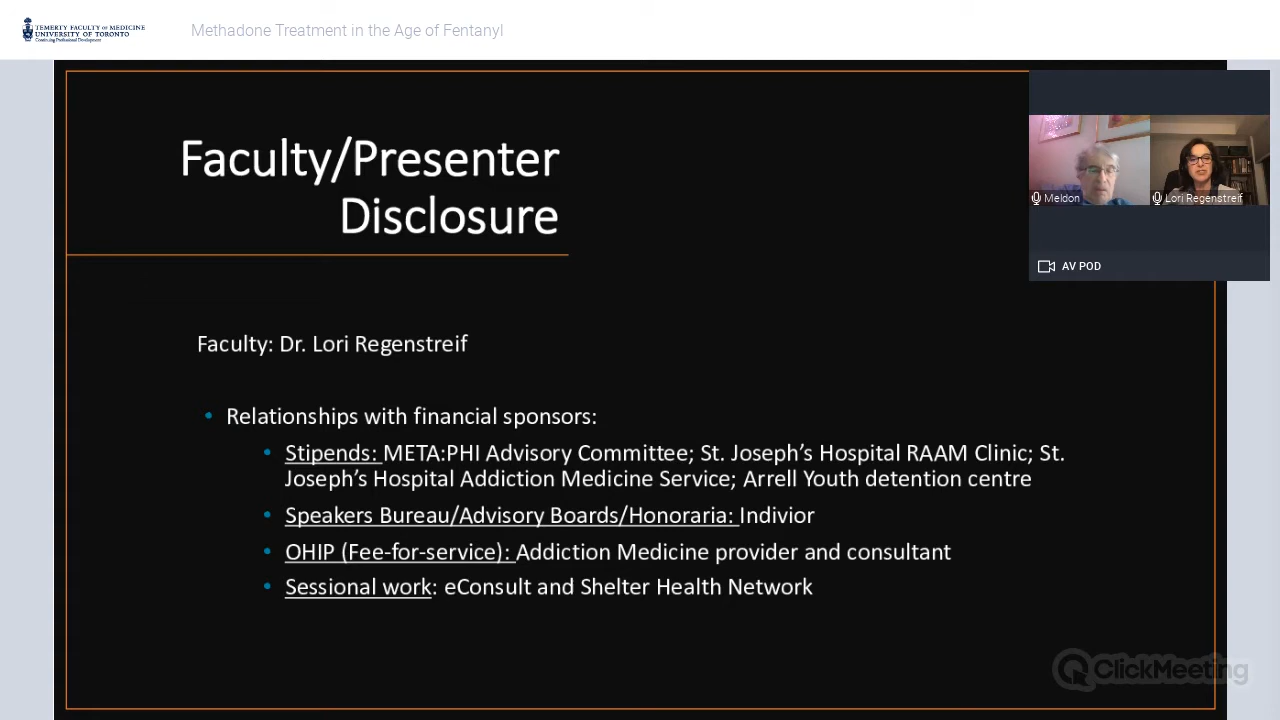 TEMERTY FACULTY OF MEDICINE
UNIVERSITY OF TORONTO
Continuing Professional Development
Methadone Treatment in the Age of Fentanyl
Faculty/Presenter
Disclosure
Meldon
Lori Regenstreif
AV POD
Faculty: Dr. Lori Regenstreif
• Relationships with financial sponsors:
• Stipends: META:PHI Advisory Committee; St. Joseph’s Hospital RAAM Clinic; St.
Joseph’s Hospital Addiction Medicine Service; Arrell Youth detention centre
• Speakers Bureau/Advisory Boards/Honoraria: Indivior
• OHIP (Fee-for-service): Addiction Medicine provider and consultant
• Sessional work: eConsult and Shelter Health Network
ClickMeeting